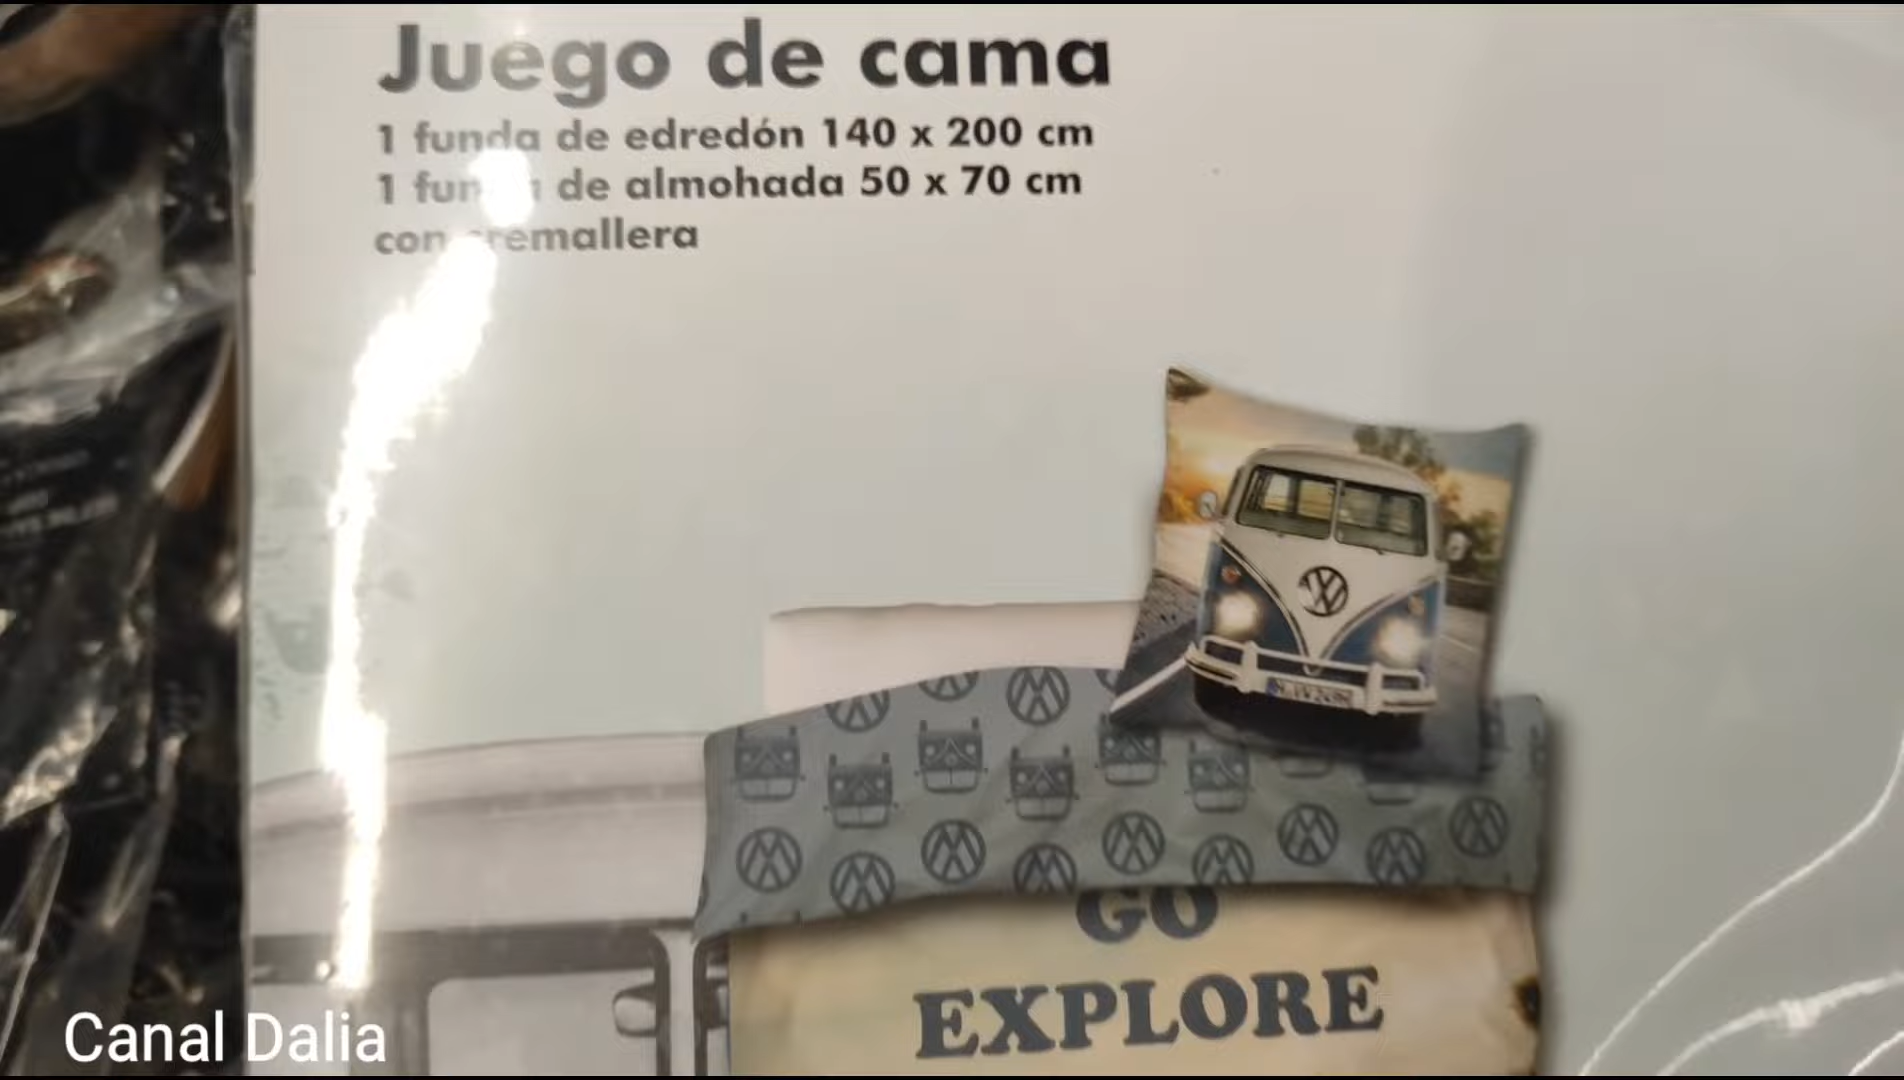 Juego de cama
1 funda de edredón 140 x 200 cm
1 funda de almohada 50 x 70 cm
con cremallera
GO
EXPLORE
Canal Dalia